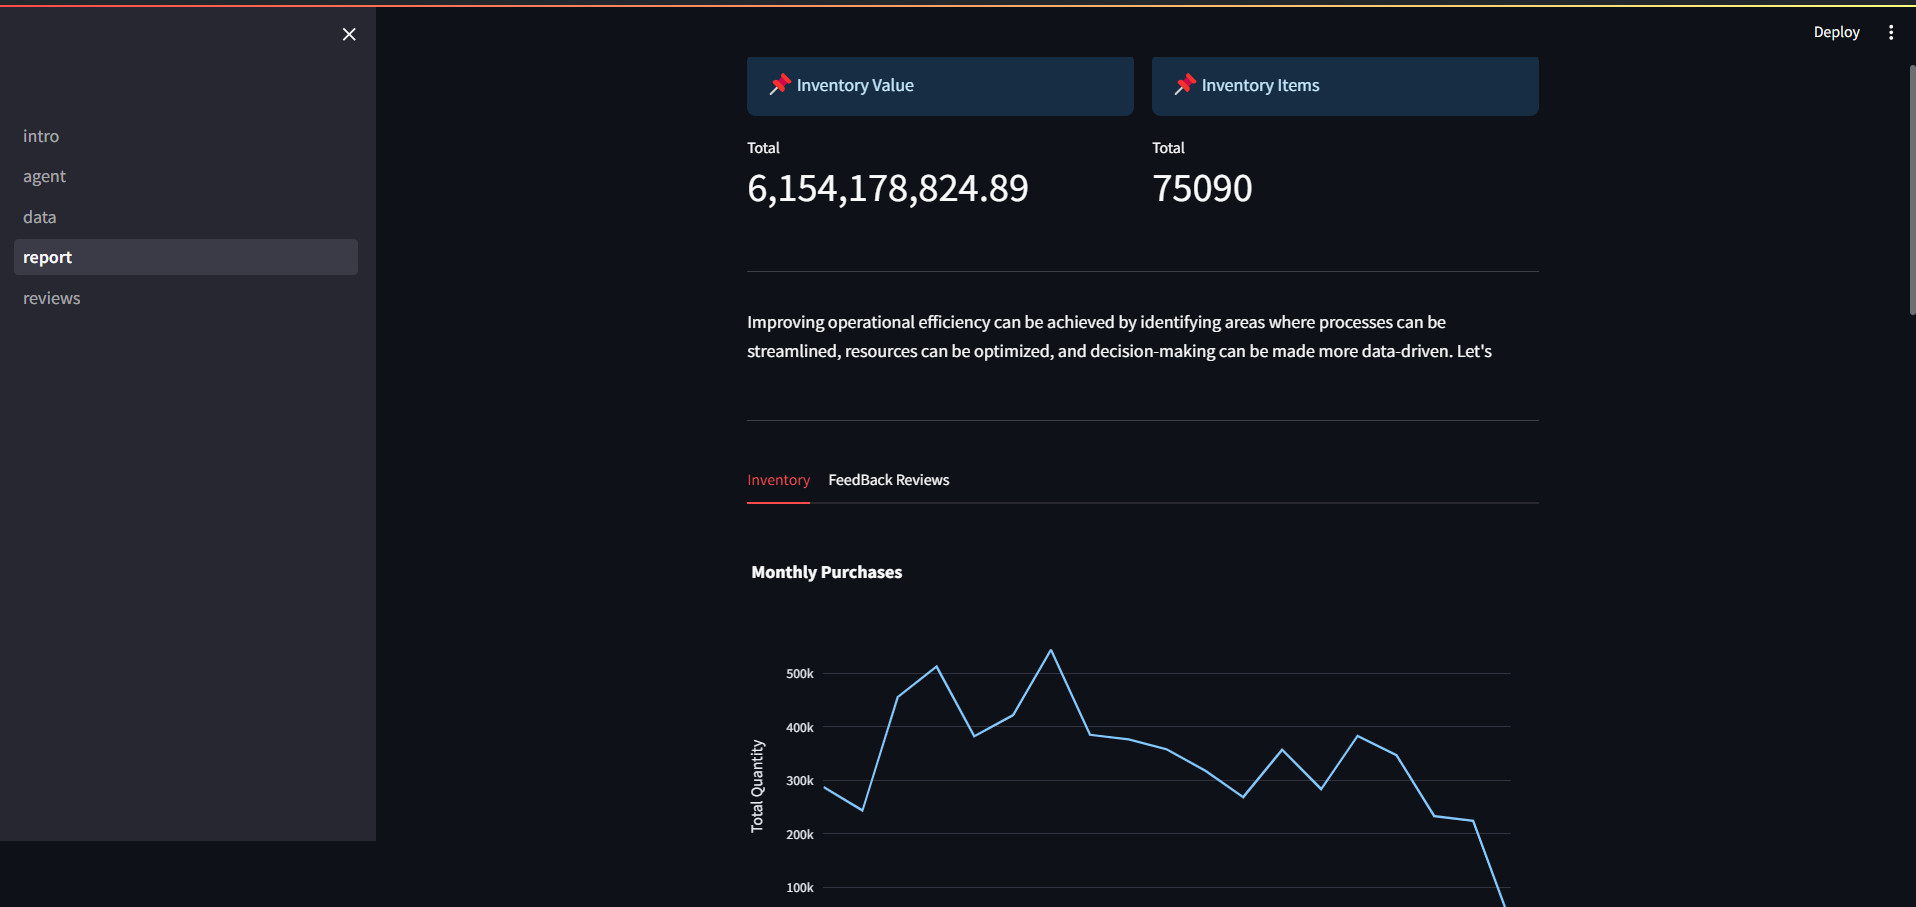 Deploy
intro
agent
data
report
reviews
Inventory Value
Inventory Items
Total
Total
6,154,178,824.89
75090
Improving operational efficiency can be achieved by identifying areas where processes can be
streamlined, resources can be optimized, and decision-making can be made more data-driven. Let's
Inventory
FeedBack Reviews
Monthly Purchases
500k
400k
300k
200k
100k
Total Quantity